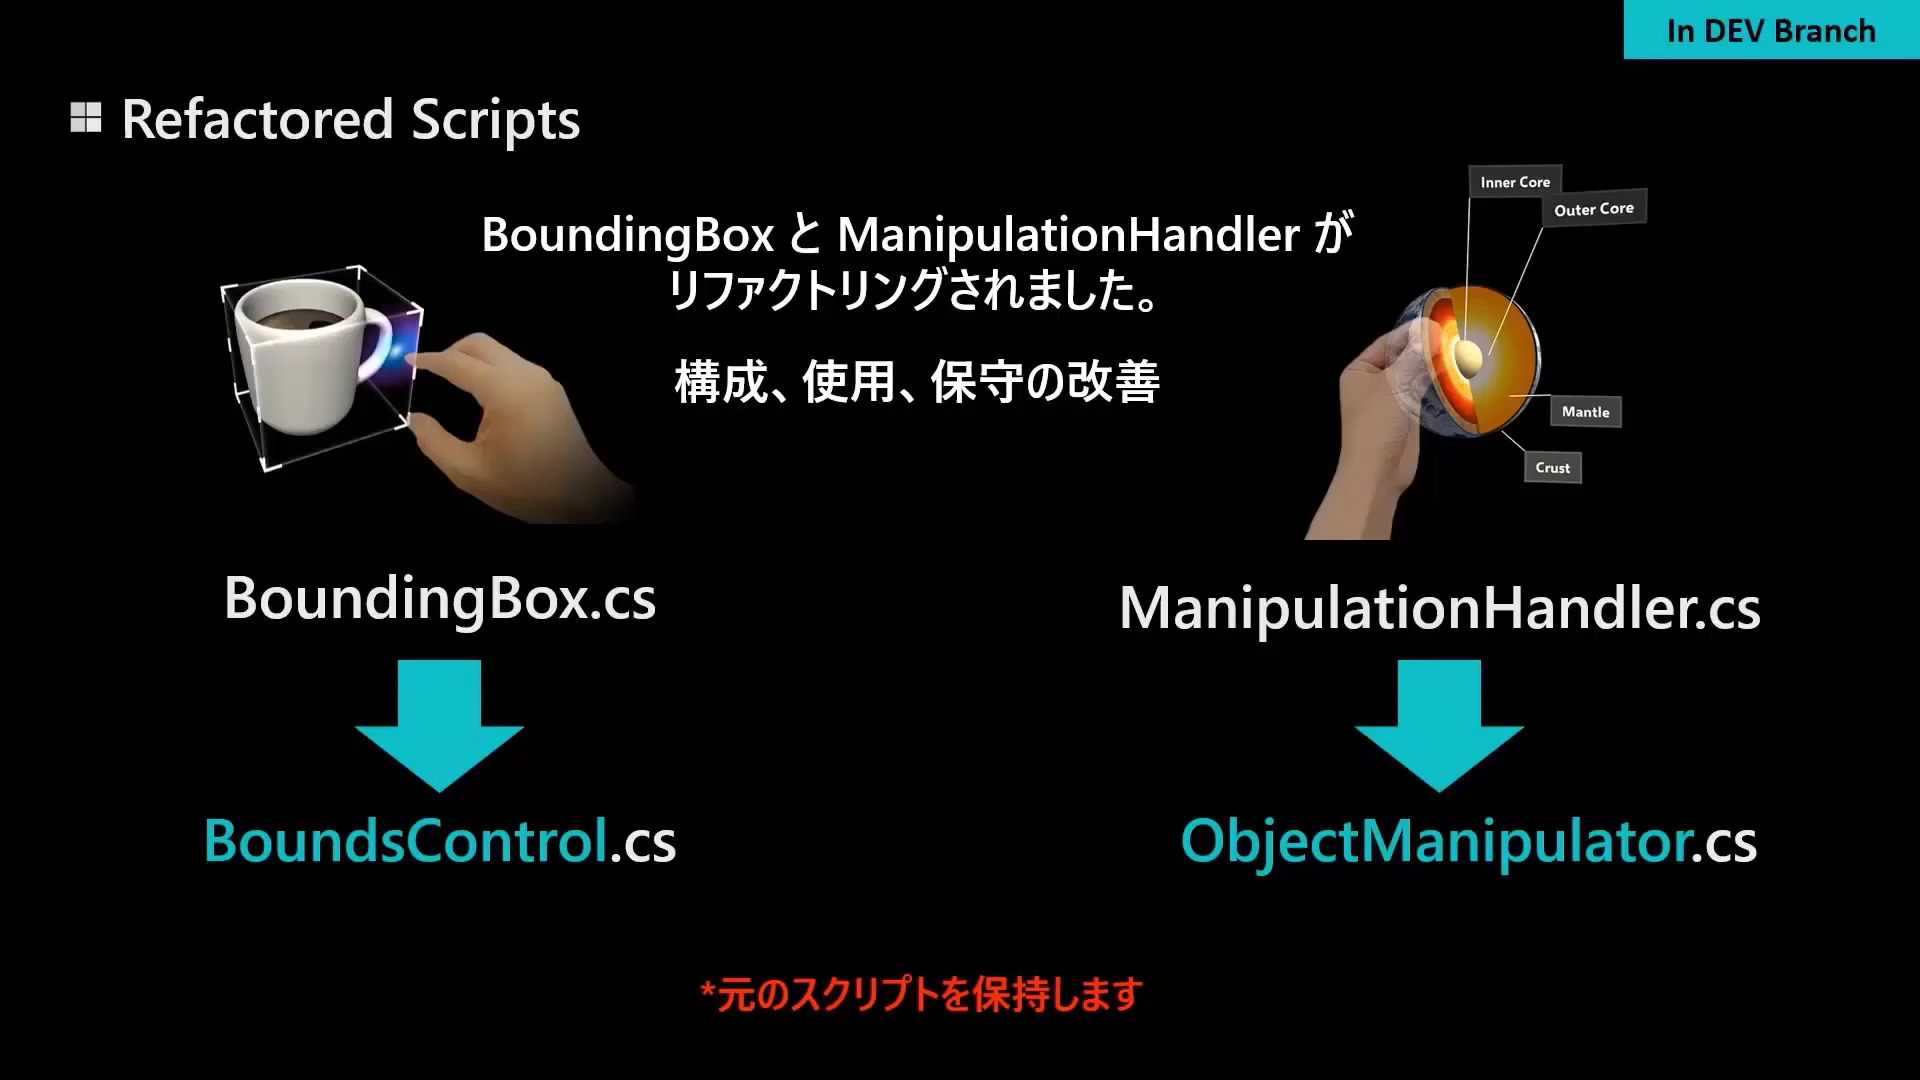 In DEV Branch
Refactored Scripts
BoundingBox と ManipulationHandler が
リファクトリングされました。
構成、使用、保守の改善
Inner Core
Outer Core
Mantle
Crust
BoundingBox.cs
ManipulationHandler.cs
BoundsControl.cs
ObjectManipulator.cs
*元のスクリプトを保持します